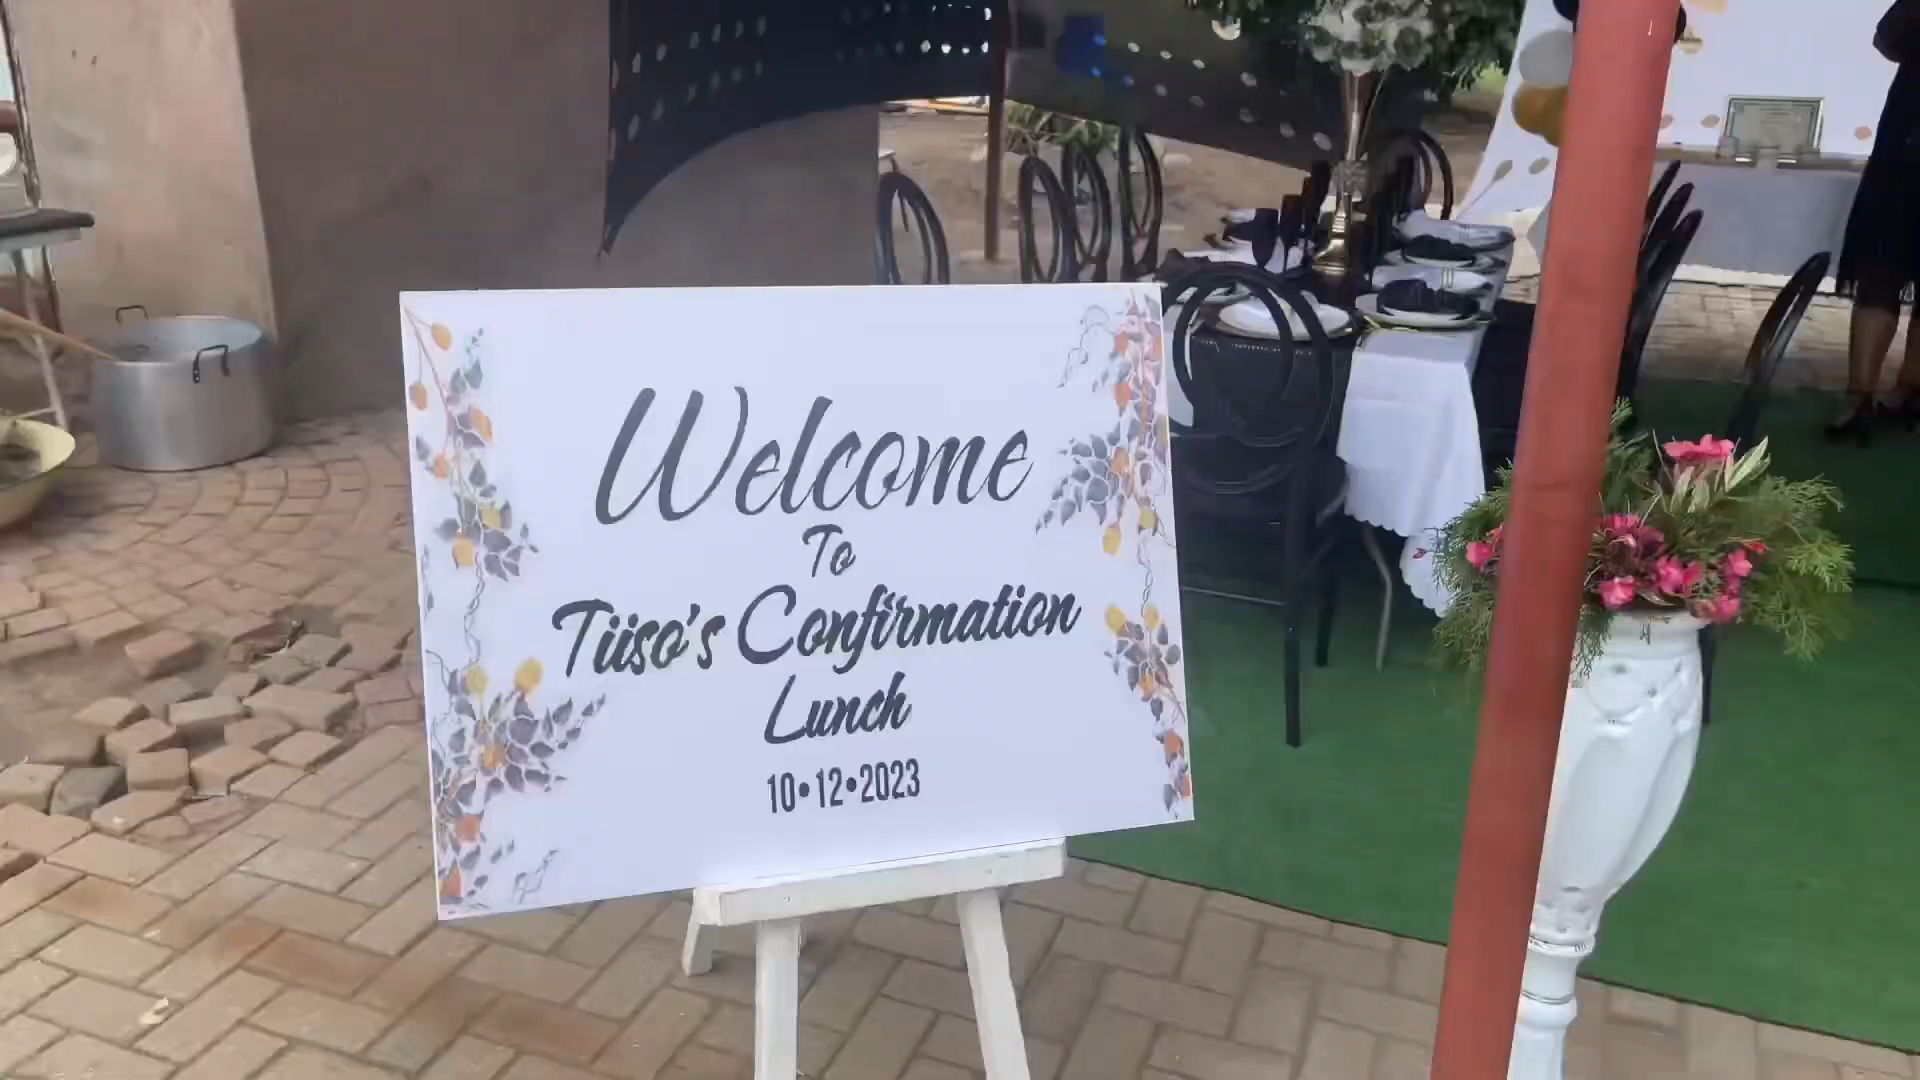 Welcome
To
Tiiso's Confirmation
Lunch
10•12•2023